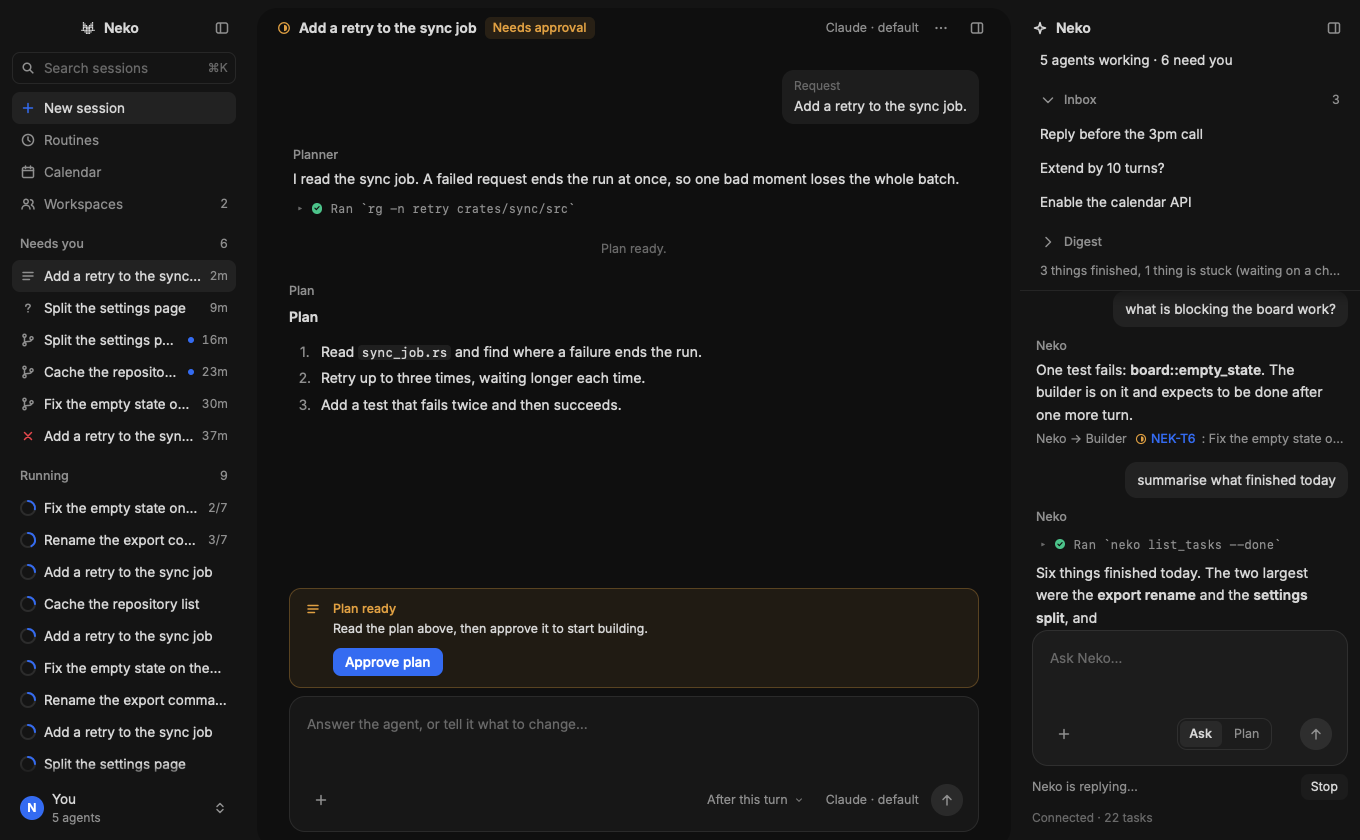 Neko
Search sessions ⌘K
New session
Routines
Calendar
Workspaces 2
Needs you 6
Add a retry to the sync... 2m
? Split the settings page 9m
Split the settings p... 16m
Cache the reposito... 23m
Fix the empty state o... 30m
Add a retry to the syn... 37m
Running 9
Fix the empty state on... 2/7
Rename the export co... 3/7
Add a retry to the sync job
Cache the repository list
Add a retry to the sync job
Fix the empty state on the...
Rename the export comma...
Add a retry to the sync job
Split the settings page
N You
5 agents
Add a retry to the sync job Needs approval Claude · default ...
Request
Add a retry to the sync job.
Planner
I read the sync job. A failed request ends the run at once, so one bad moment loses the whole batch.
Ran `rg -n retry crates/sync/src`
Plan ready.
Plan
Plan
1. Read sync_job.rs and find where a failure ends the run.
2. Retry up to three times, waiting longer each time.
3. Add a test that fails twice and then succeeds.
Plan ready
Read the plan above, then approve it to start building.
Approve plan
Answer the agent, or tell it what to change...
After this turn Claude · default
Neko
5 agents working · 6 need you
Inbox 3
Reply before the 3pm call
Extend by 10 turns?
Enable the calendar API
Digest
3 things finished, 1 thing is stuck (waiting on a ch...
what is blocking the board work?
Neko
One test fails: board::empty_state. The
builder is on it and expects to be done after
one more turn.
Neko → Builder NEK-T6 : Fix the empty state o...
summarise what finished today
Neko
Ran `neko list_tasks --done`
Six things finished today. The two largest
were the export rename and the settings
split, and
Ask Neko...
Ask Plan
Neko is replying... Stop
Connected · 22 tasks